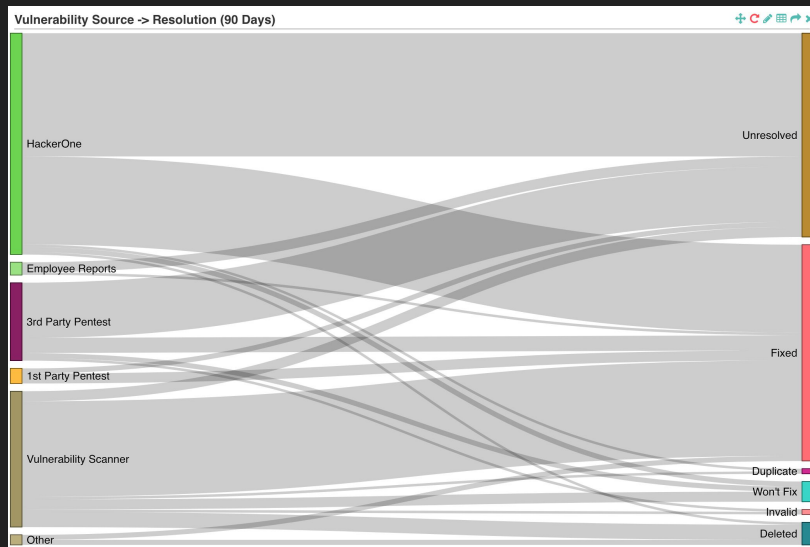 Vulnerability Source -> Resolution (90 Days)
HackerOne
Unresolved
Employee Reports
3rd Party Pentest
Fixed
1st Party Pentest
Vulnerability Scanner
Duplicate
Won't Fix
Invalid
Deleted
Other